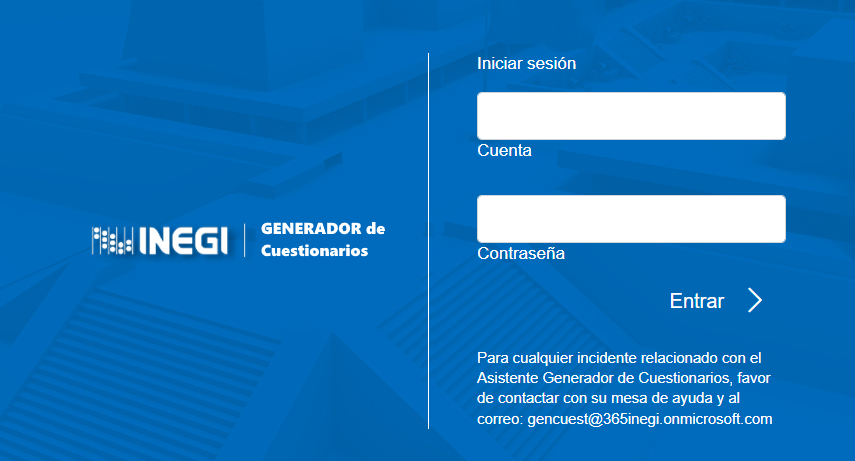 INEGI
GENERADOR de
Cuestionarios
Iniciar sesión
Cuenta
Contraseña
Entrar
Para cualquier incidente relacionado con el
Asistente Generador de Cuestionarios, favor
de contactar con su mesa de ayuda y al
correo: gencuest@365inegi.onmicrosoft.com